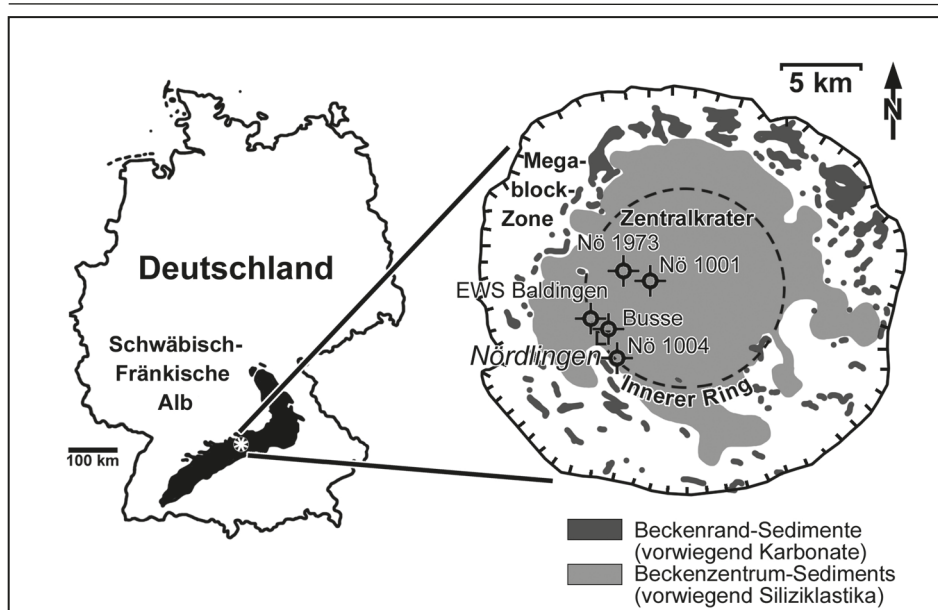 Deutschland
Schwäbisch-
Fränkische
Alb
100 km
5 km
N
Mega-
block-
Zone
Zentralkrater
Nö 1973
Nö 1001
EWS Baldingen
Busse
Nördlingen
Nö 1004
Innerer Ring
Beckenrand-Sedimente
(vorwiegend Karbonate)
Beckenzentrum-Sediments
(vorwiegend Siliziklastika)